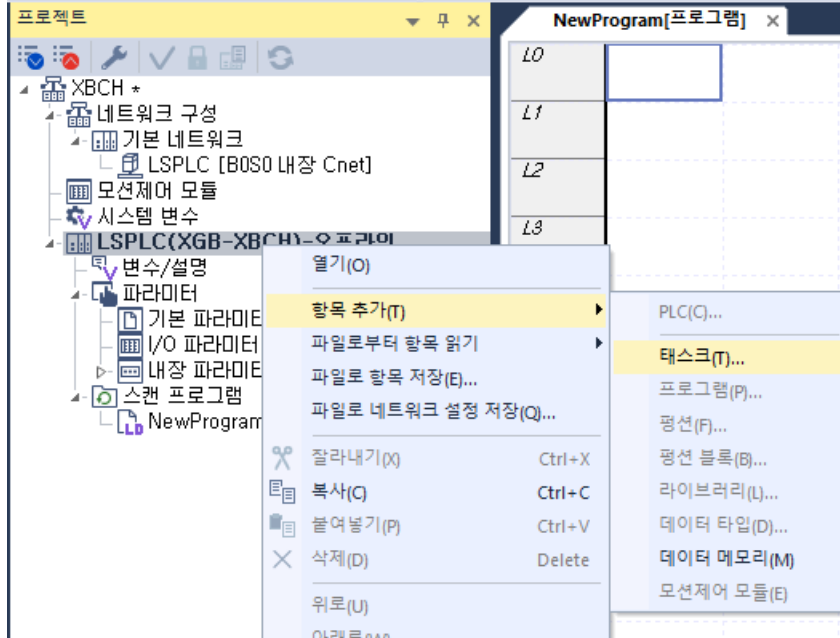 프로젝트
NewProgram[프로그램]
XBCH *
네트워크 구성
기본 네트워크
LSPLC [B0S0 내장 Cnet]
모션제어 모듈
시스템 변수
LSPLC(XGB-XBCH)-오프라인
변수/설명
파라미터
기본 파라미터
I/O 파라미터
내장 파라미터
스캔 프로그램
NewProgram
L0
L1
L2
L3
열기(O)
항목 추가(T)
파일로부터 항목 읽기
파일로 항목 저장(E)...
파일로 네트워크 설정 저장(Q)...
잘라내기(X) Ctrl+X
복사(C) Ctrl+C
붙여넣기(P) Ctrl+V
삭제(D) Delete
위로(U)
PLC(C)...
태스크(T)...
프로그램(P)...
펑션(F)...
펑션 블록(B)...
라이브러리(L)...
데이터 타입(D)...
데이터 메모리(M)
모션제어 모듈(E)